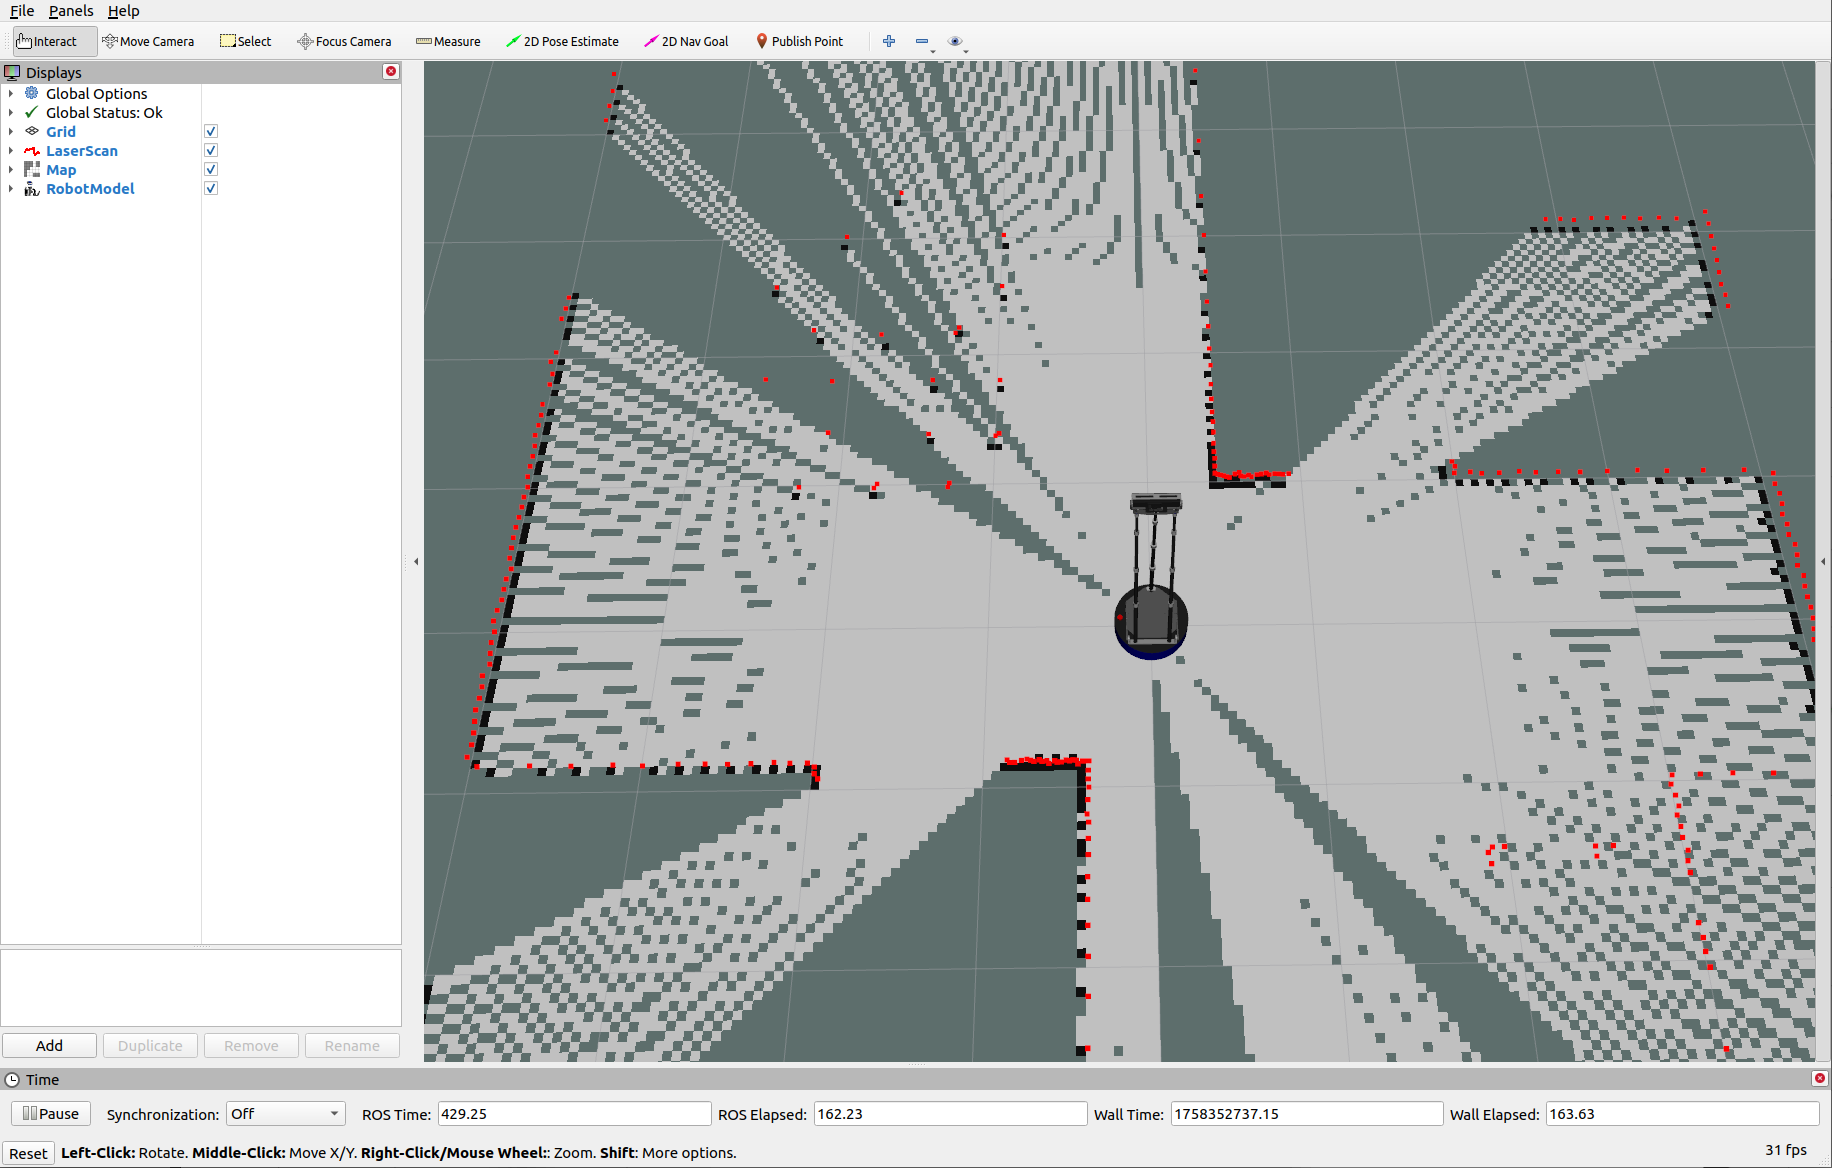 File Panels Help
Interact Move Camera Select Focus Camera Measure 2D Pose Estimate 2D Nav Goal Publish Point
Displays
Global Options
Global Status: Ok
Grid
LaserScan
Map
RobotModel
Add Duplicate Remove Rename
Time
Pause Synchronization: Off ROS Time: 429.25 ROS Elapsed: 162.23 Wall Time: 1758352737.15 Wall Elapsed: 163.63
Reset Left-Click: Rotate. Middle-Click: Move X/Y. Right-Click/Mouse Wheel:: Zoom. Shift: More options. 31 fps